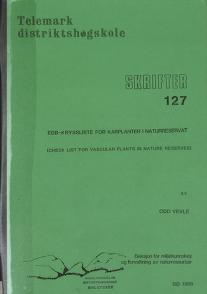 Telemark
distriktshøgskole
SKRIFTER
127
EDB-KRYSSLISTE FOR KARPLANTER I NATURRESERVAT
(CHECK LIST FOR VASCULAR PLANTS IN NATURE RESERVES)
AV
ODD VEVLE
Seksjon for miljøkunnskap
og forvaltning av naturressurser
BØ